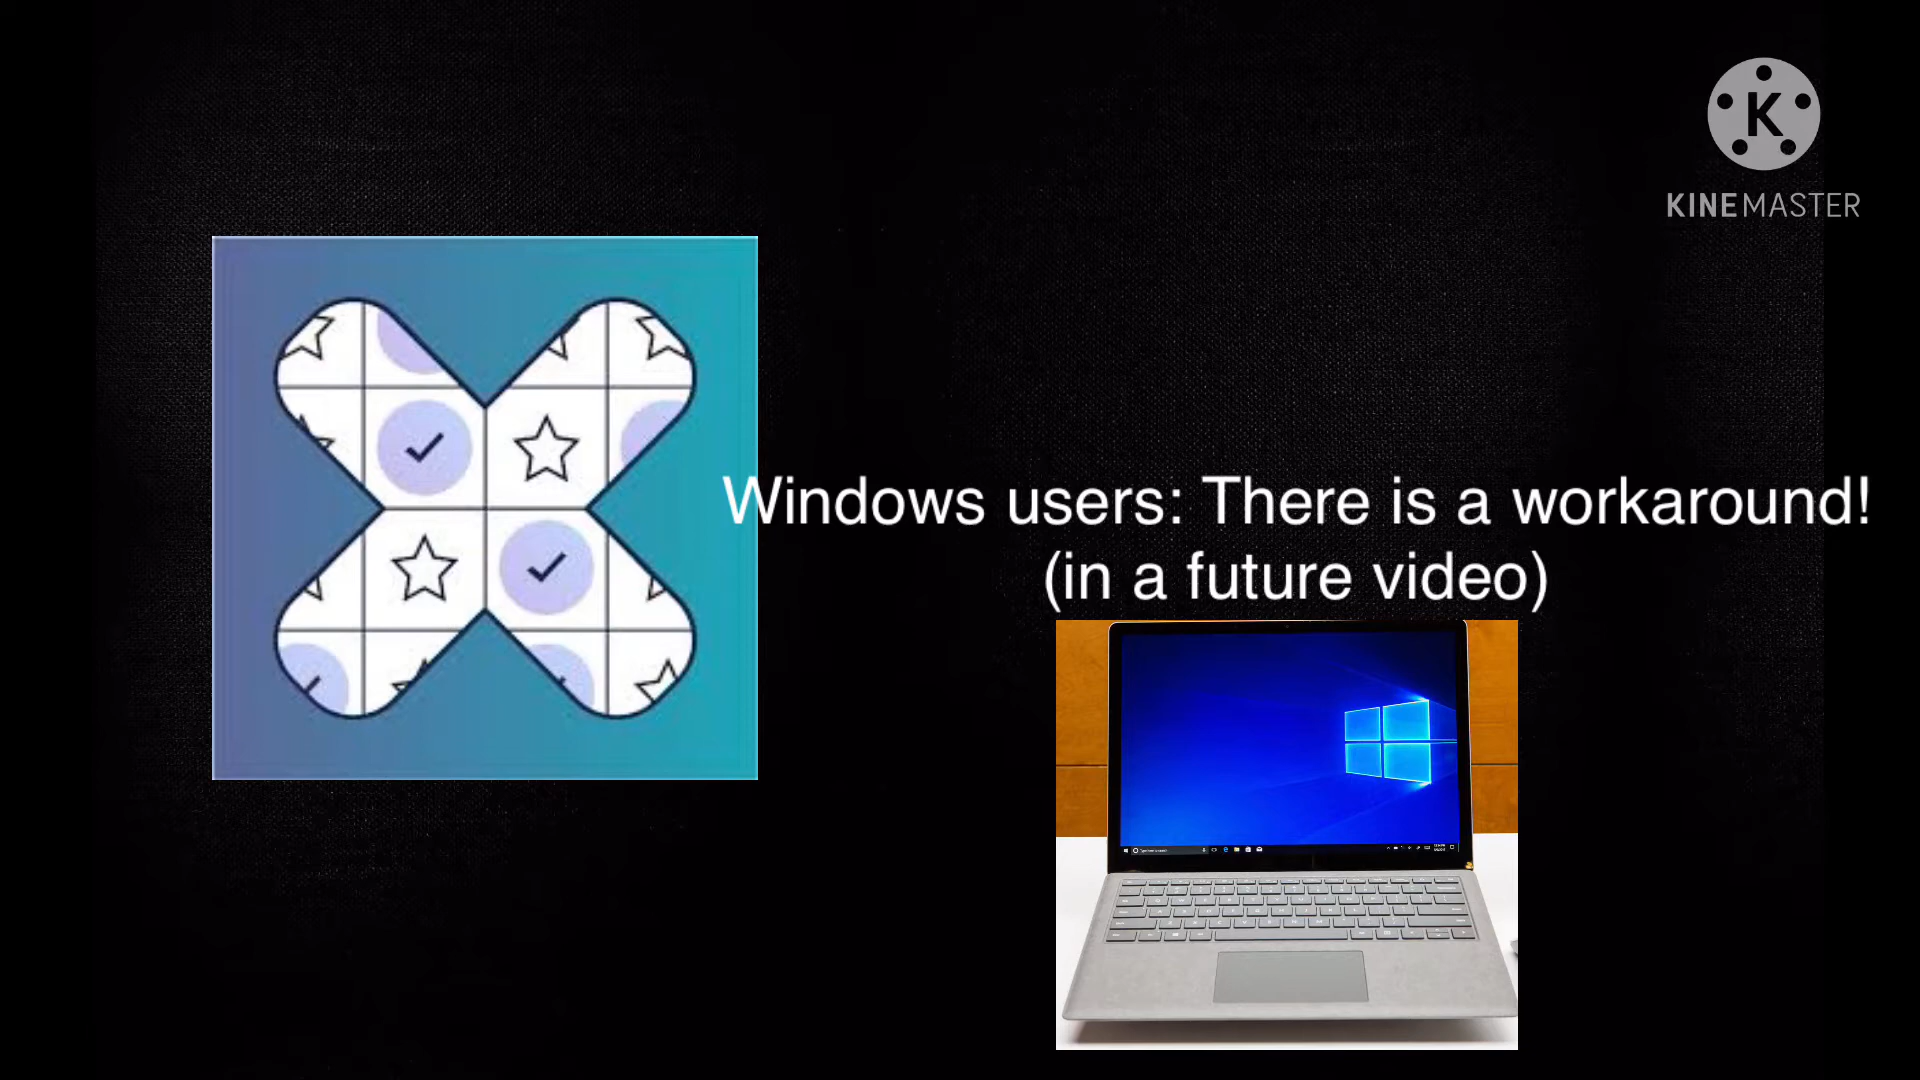 K
KINEMASTER
Windows users: There is a workaround!
(in a future video)